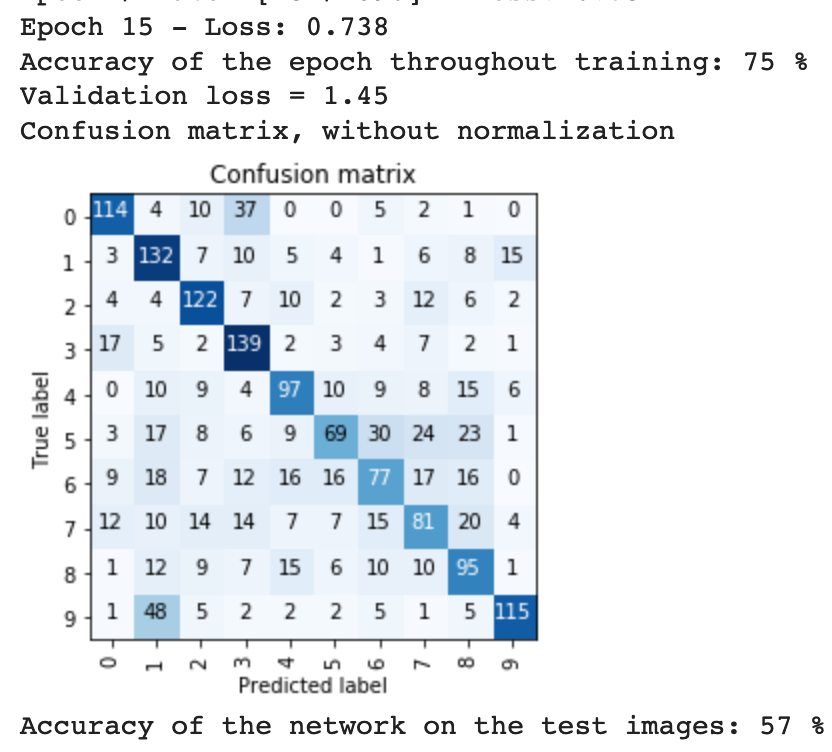 Epoch 15 - Loss: 0.738
Accuracy of the epoch throughout training: 75 %
Validation loss = 1.45
Confusion matrix, without normalization
Confusion matrix
0 114 4 10 37 0 0 5 2 1 0
1 3 132 7 10 5 4 1 6 8 15
2 4 4 122 7 10 2 3 12 6 2
3 17 5 2 139 2 3 4 7 2 1
4 0 10 9 4 97 10 9 8 15 6
5 3 17 8 6 9 69 30 24 23 1
6 9 18 7 12 16 16 77 17 16 0
7 12 10 14 14 7 7 15 81 20 4
8 1 12 9 7 15 6 10 10 95 1
9 1 48 5 2 2 2 5 1 5 115
True label
0 1 2 3 4 5 6 7 8 9
Predicted label
Accuracy of the network on the test images: 57 %